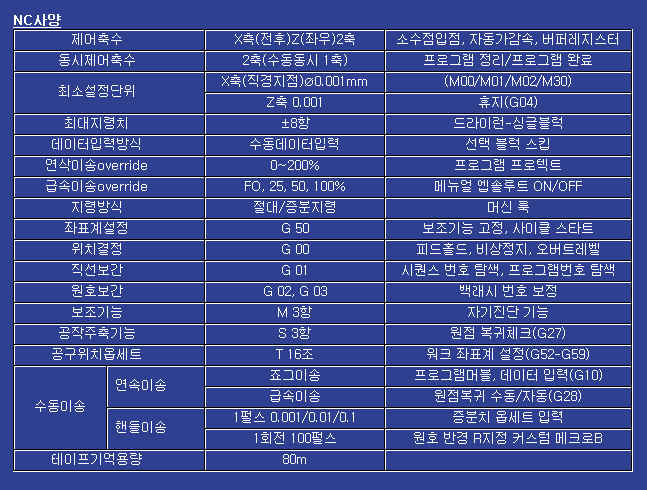 NC사양
제어축수 X측(전후)Z(좌우)2축 소수점입점, 자동가감속, 버퍼레지스터
동시제어축수 2축(수동동시 1축) 프로그램 정리/프로그램 완료
최소설정단위 X축(직경지정)ø0.001mm (M00/M01/M02/M30)
Z축 0.001 휴지(G04)
최대지령치 ±8항 드라이런-싱글블럭
데이터입력방식 수동데이터입력 선택 블럭 스킵
연삭이송override 0~200% 프로그램 프로텍트
급속이송override FO, 25, 50, 100% 메뉴얼 엡솔루트 ON/OFF
지령방식 절대/증분지령 머신 록
좌표계설정 G 50 보조기능 고정, 사이클 스타트
위치결정 G 00 피드홀드, 비상정지, 오버트레벨
직선보간 G 01 시퀀스 번호 탐색, 프로그램번호 탐색
원호보간 G 02, G 03 백래시 번호 보정
보조기능 M 3항 자기진단 기능
공작주축기능 S 3항 원점 복귀체크(G27)
공구위치옵세트 T 16조 워크 좌표계 설정(G52-G59)
수동이송 연속이송 죠그이송 프로그램머블, 데이터 입력(G10)
급속이송 원점복귀 수동/자동(G28)
핸들이송 1펄스 0.001/0.01/0.1 증분치 옵세트 입력
1회전 100펄스 원호 반경 R지정 커스텀 메크로B
테이프기억용량 80m